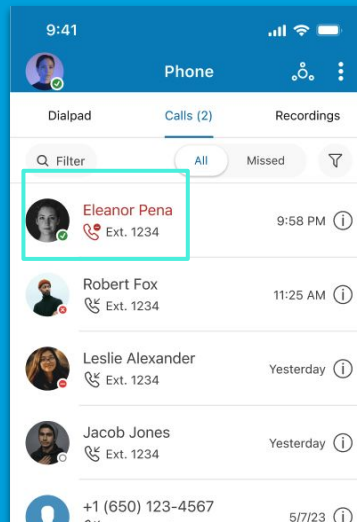 9:41
Phone
Dialpad Calls (2) Recordings
Filter All Missed
Eleanor Pena
Ext. 1234 9:58 PM
Robert Fox
Ext. 1234 11:25 AM
Leslie Alexander
Ext. 1234 Yesterday
Jacob Jones
Ext. 1234 Yesterday
+1 (650) 123-4567
5/7/23